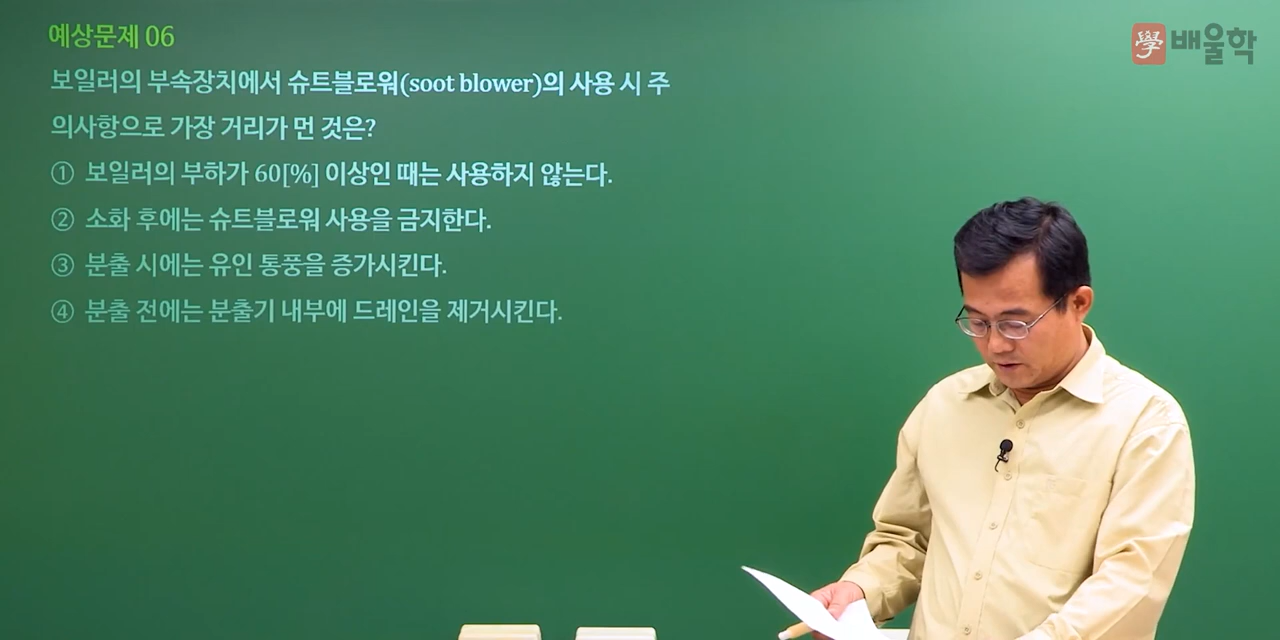 예상문제 06
學 배울학
보일러의 부속장치에서 슈트블로워(soot blower)의 사용 시 주
의사항으로 가장 거리가 먼 것은?
① 보일러의 부하가 60[%] 이상인 때는 사용하지 않는다.
② 소화 후에는 슈트블로워 사용을 금지한다.
③ 분출 시에는 유인 통풍을 증가시킨다.
④ 분출 전에는 분출기 내부에 드레인을 제거시킨다.